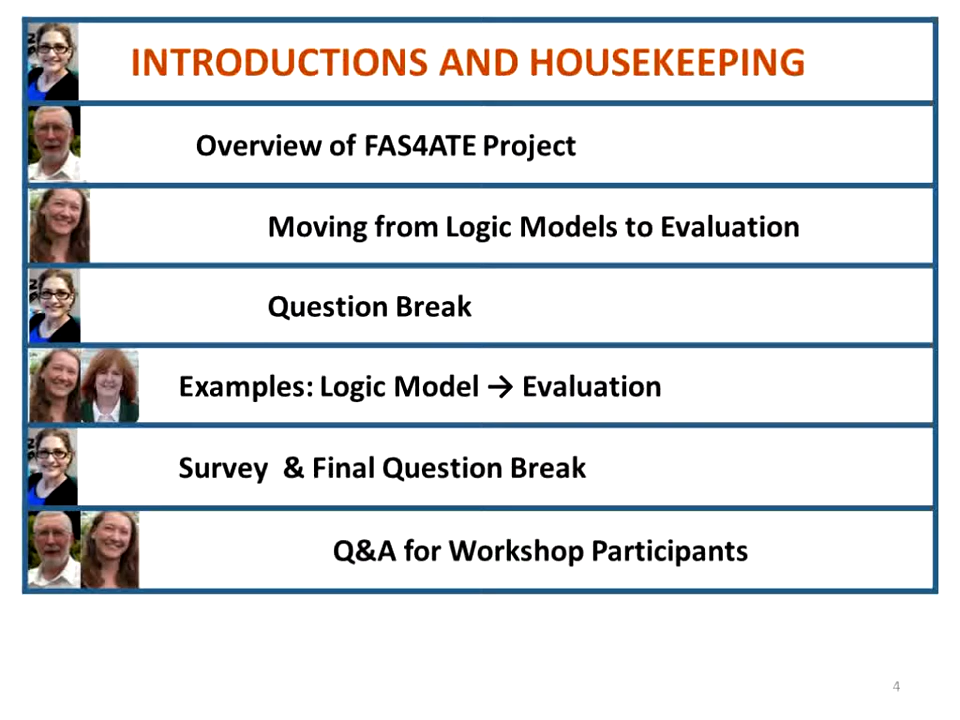 INTRODUCTIONS AND HOUSEKEEPING
Overview of FAS4ATE Project
Moving from Logic Models to Evaluation
Question Break
Examples: Logic Model → Evaluation
Survey & Final Question Break
Q&A for Workshop Participants
4